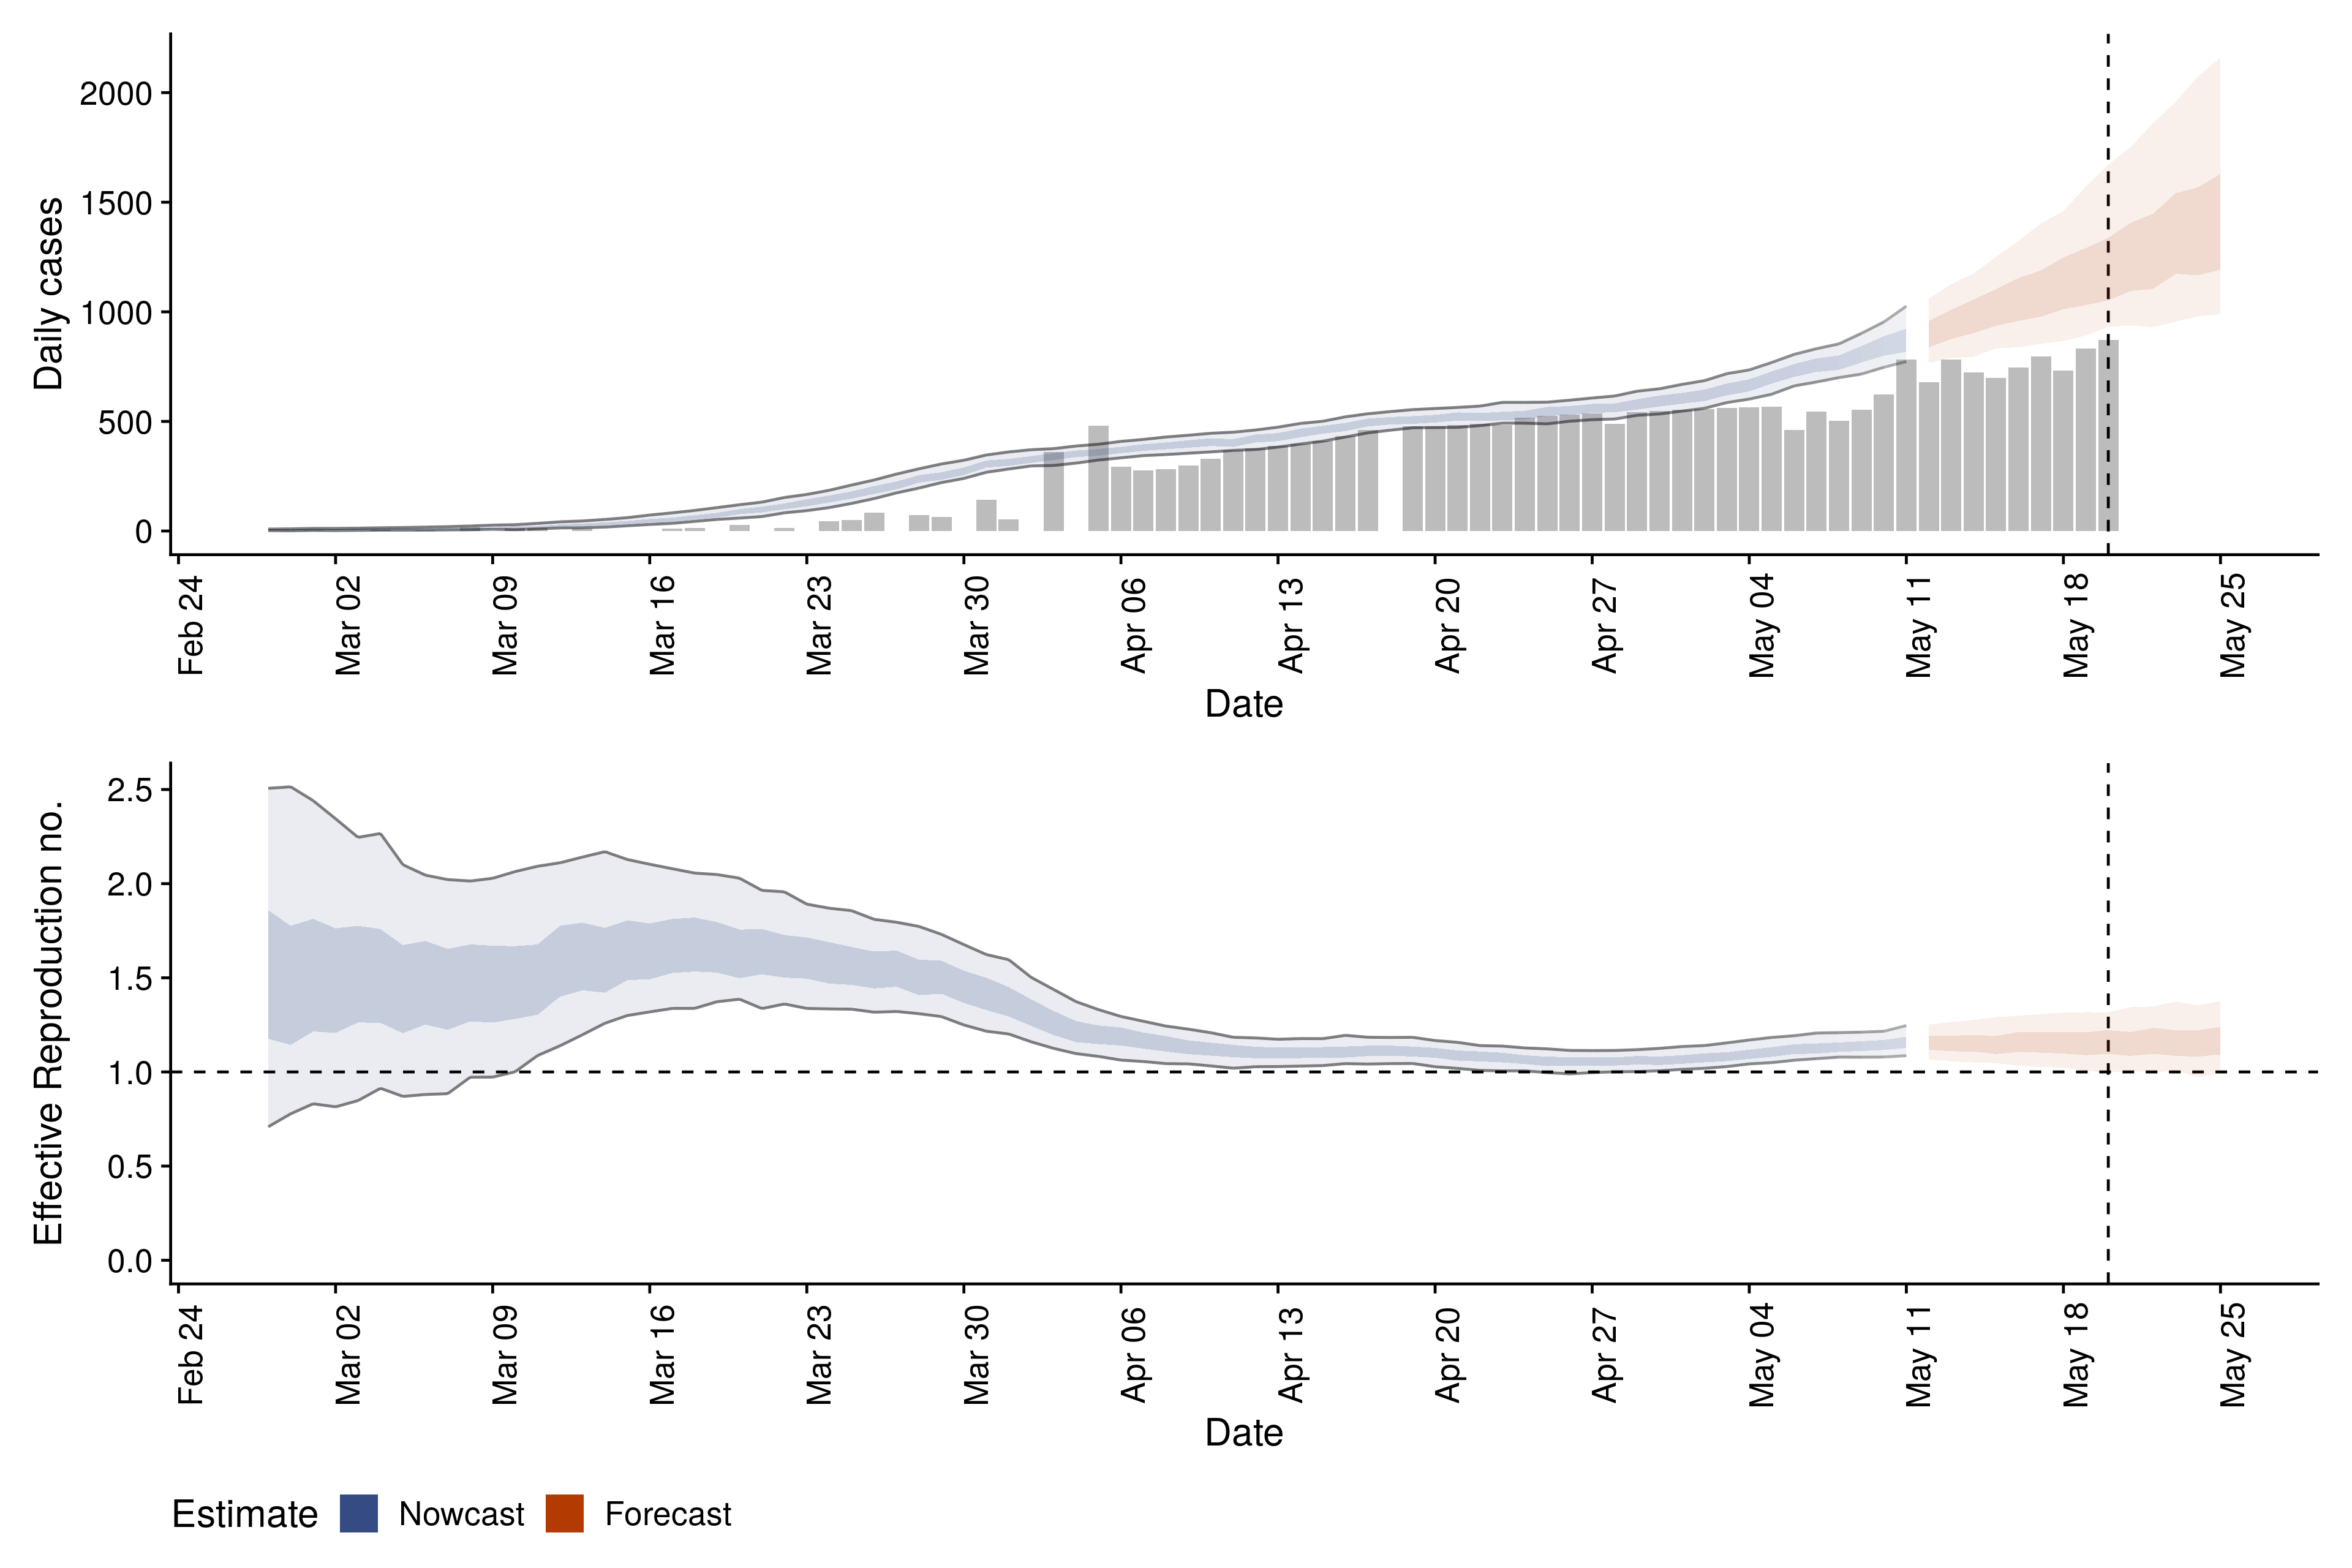 Daily cases
2000
1500
1000
500
0
Feb 24
Mar 02
Mar 09
Mar 16
Mar 23
Mar 30
Apr 06
Apr 13
Apr 20
Apr 27
May 04
May 11
May 18
May 25
Date
Effective Reproduction no.
2.5
2.0
1.5
1.0
0.5
0.0
Feb 24
Mar 02
Mar 09
Mar 16
Mar 23
Mar 30
Apr 06
Apr 13
Apr 20
Apr 27
May 04
May 11
May 18
May 25
Date
Estimate Nowcast Forecast